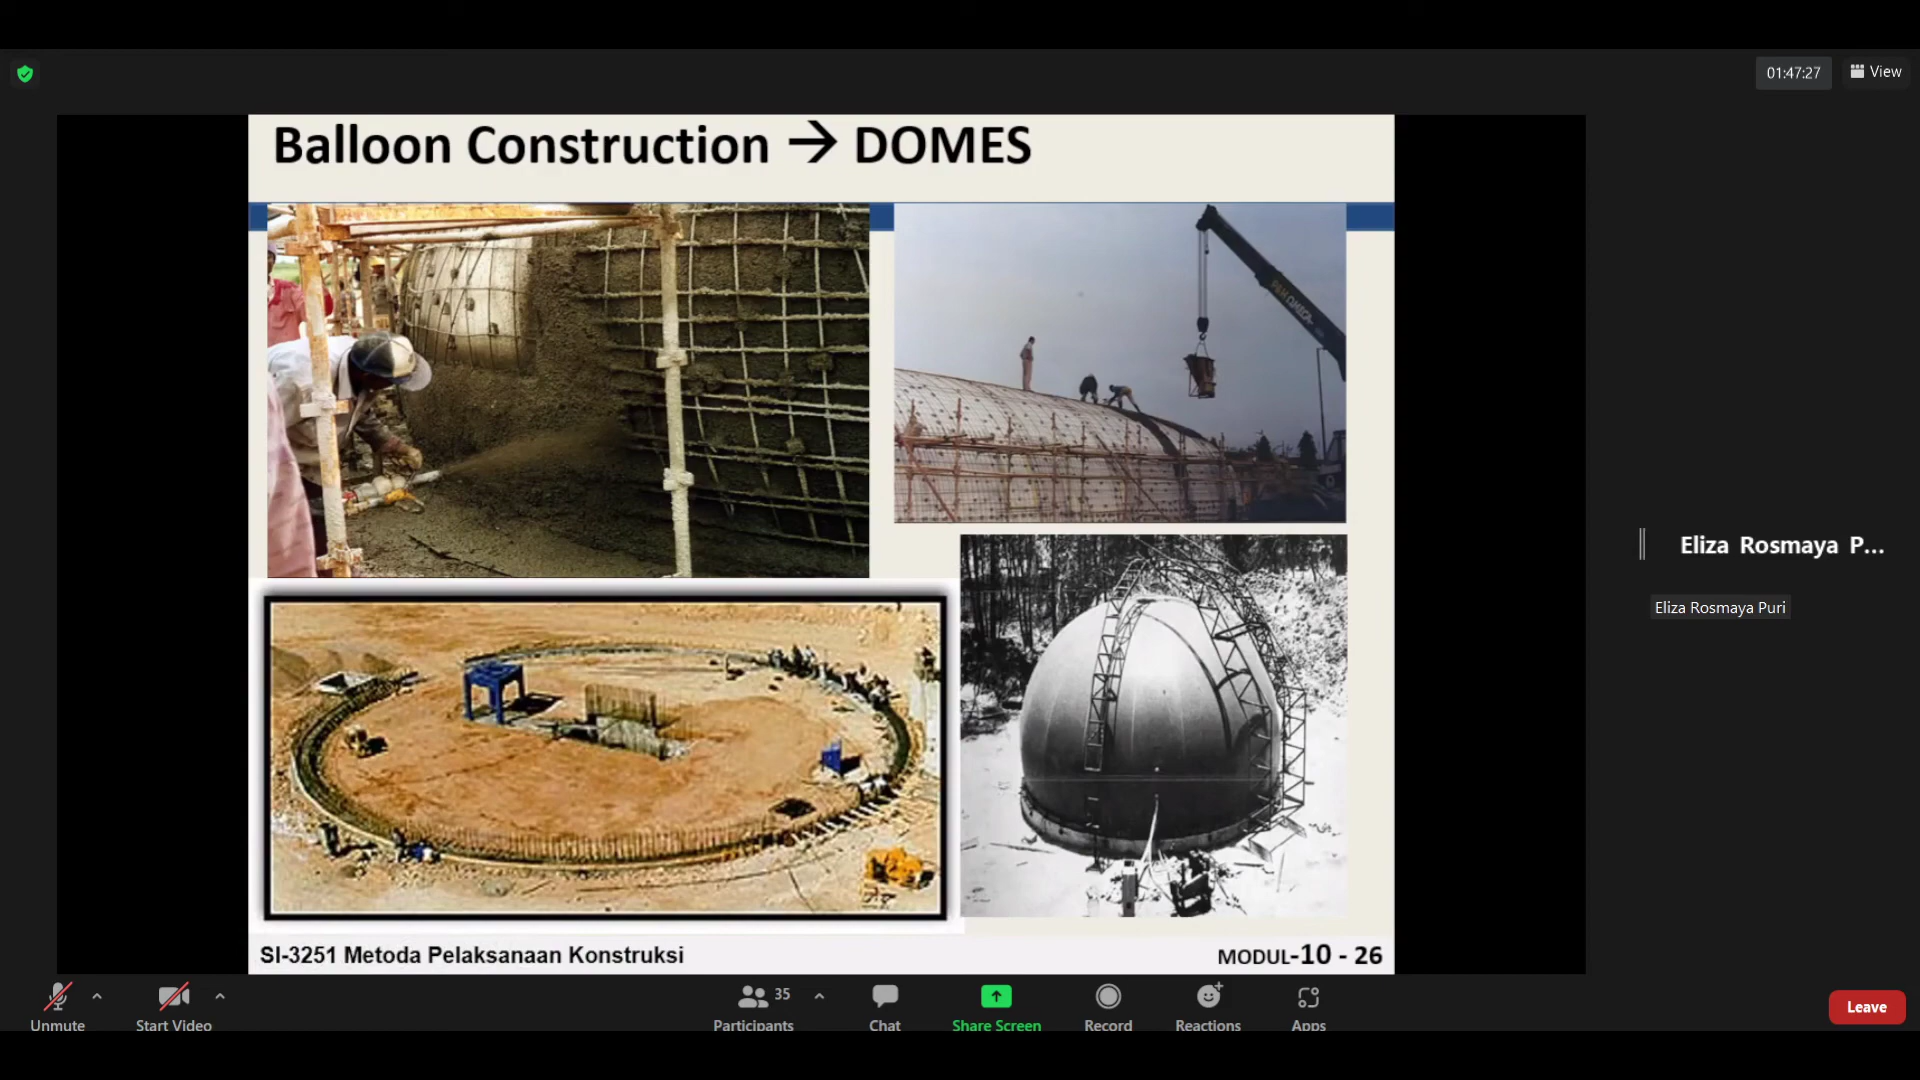 01:47:27
View
Balloon Construction → DOMES
P&H OMEGA
Eliza Rosmaya P...
Eliza Rosmaya Puri
SI-3251 Metoda Pelaksanaan Konstruksi
MODUL-10 - 26
Unmute
Start Video
35
Participants
Chat
Share Screen
Record
Reactions
Apps
Leave